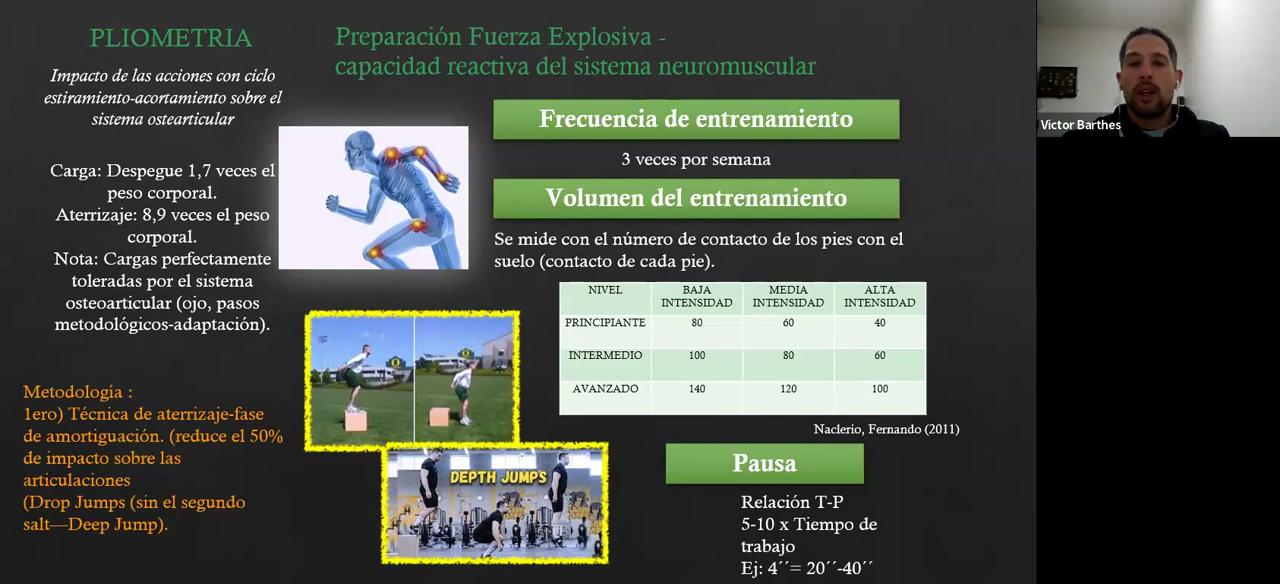 PLIOMETRIA
Impacto de las acciones con ciclo
estiramiento-acortamiento sobre el
sistema ostearticular
Carga: Despegue 1,7 veces el
peso corporal.
Aterrizaje: 8,9 veces el peso
corporal.
Nota: Cargas perfectamente
toleradas por el sistema
osteoarticular (ojo, pasos
metodológicos-adaptación).
Metodología :
1ero) Técnica de aterrizaje-fase
de amortiguación. (reduce el 50%
de impacto sobre las
articulaciones
(Drop Jumps (sin el segundo
salt—Deep Jump).
Preparación Fuerza Explosiva -
capacidad reactiva del sistema neuromuscular
Frecuencia de entrenamiento
3 veces por semana
Volumen del entrenamiento
Se mide con el número de contacto de los pies con el
suelo (contacto de cada pie).
NIVEL BAJA INTENSIDAD MEDIA INTENSIDAD ALTA INTENSIDAD
PRINCIPIANTE 80 60 40
INTERMEDIO 100 80 60
AVANZADO 140 120 100
Naclerio, Fernando (2011)
DEPTH JUMPS
Pausa
Relación T-P
5-10 x Tiempo de
trabajo
Ej: 4´´= 20´´-40´´
Victor Barthes